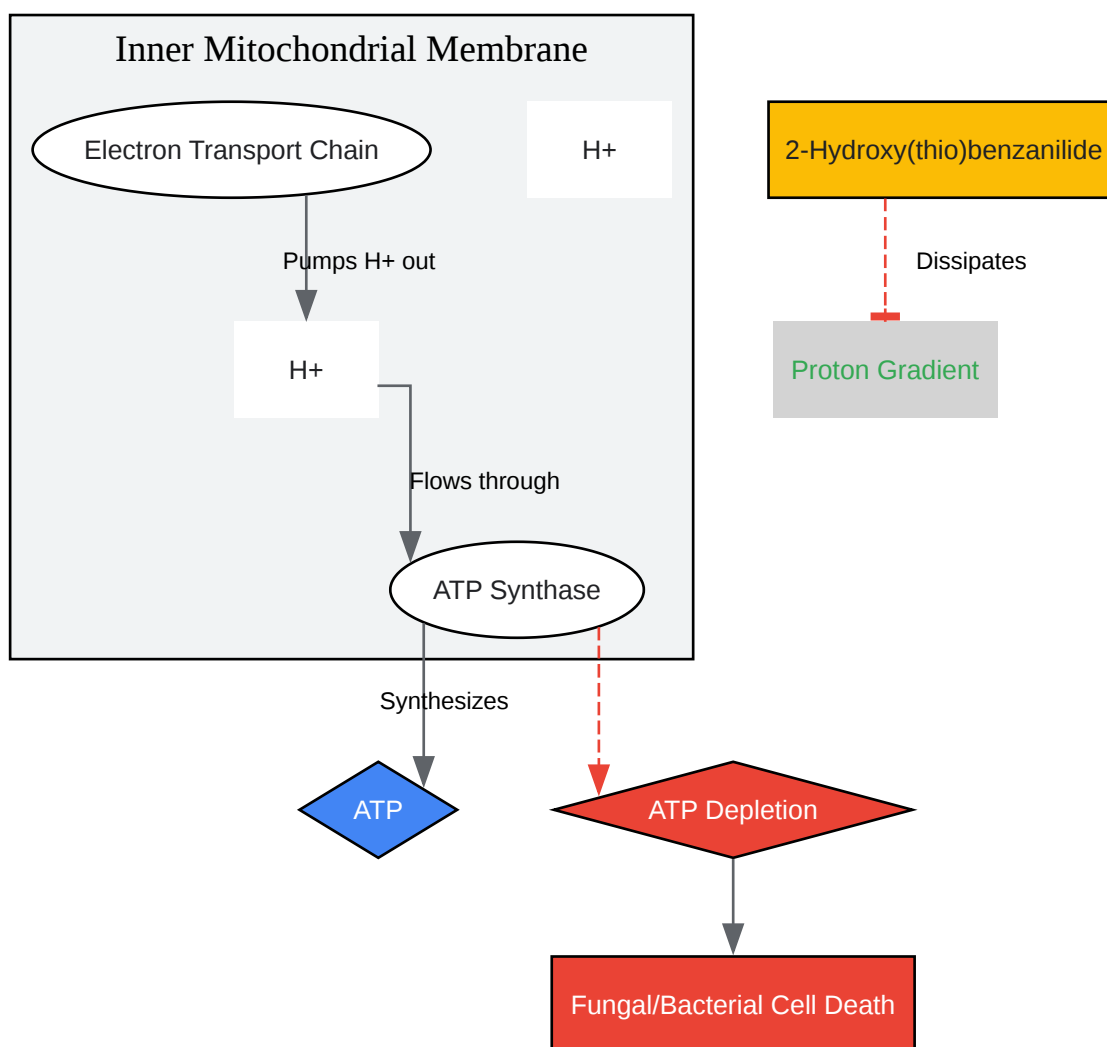 Inner Mitochondrial Membrane
Electron Transport Chain
H+
2-Hydroxy(thio)benzanilide
Pumps H+ out
Dissipates
H+
Proton Gradient
Flows through
ATP Synthase
Synthesizes
ATP
ATP Depletion
Fungal/Bacterial Cell Death